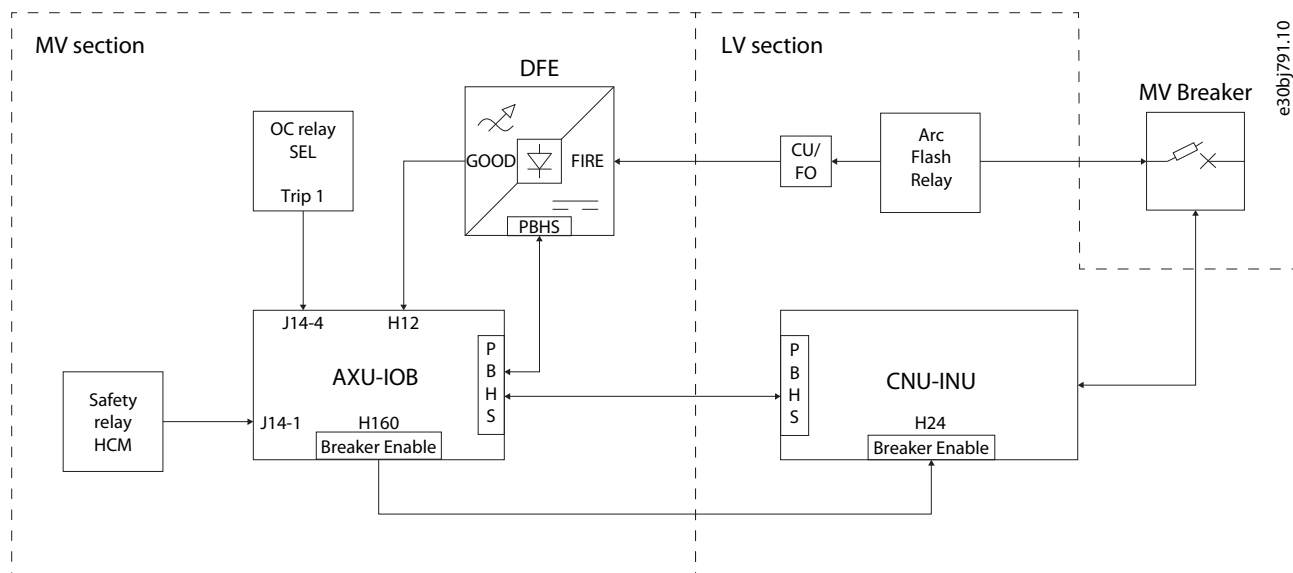 MV section
LV section
e30bj791.10
DFE
MV Breaker
OC relay
SEL
Trip 1
GOOD
FIRE
PBHS
CU/
FO
Arc
Flash
Relay
J14-4
H12
AXU-IOB
P
B
H
S
J14-1
H160
Breaker Enable
Safety
relay
HCM
P
B
H
S
CNU-INU
H24
Breaker Enable